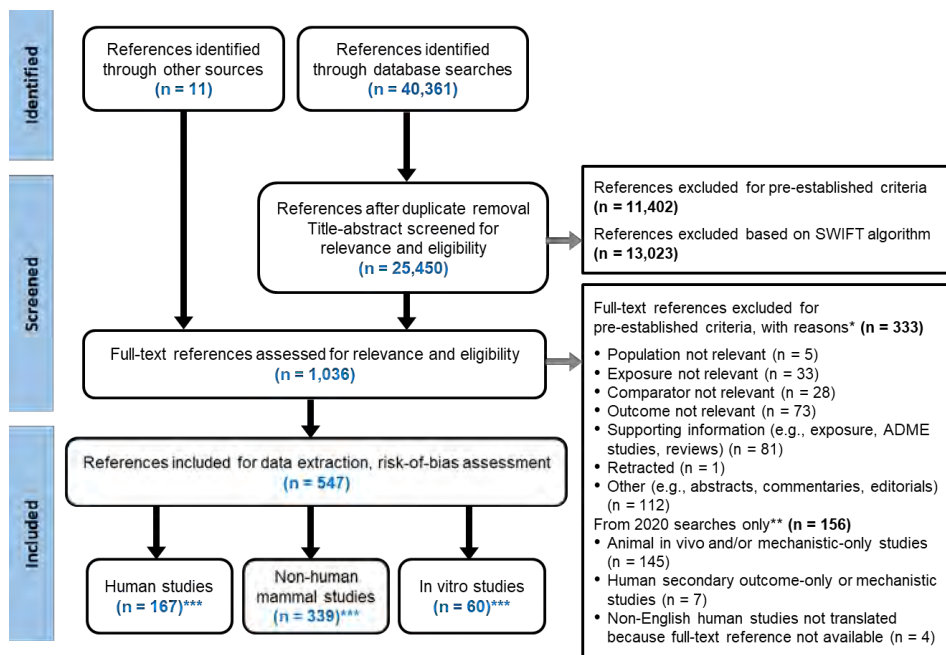 Identified
References identified
through other sources
(n = 11)
References identified
through database searches
(n = 40,361)
Screened
References after duplicate removal
Title-abstract screened for
relevance and eligibility
(n = 25,450)
References excluded for pre-established criteria
(n = 11,402)
References excluded based on SWIFT algorithm
(n = 13,023)
Full-text references assessed for relevance and eligibility
(n = 1,036)
Full-text references excluded for
pre-established criteria, with reasons* (n = 333)
• Population not relevant (n = 5)
• Exposure not relevant (n = 33)
• Comparator not relevant (n = 28)
• Outcome not relevant (n = 73)
• Supporting information (e.g., exposure, ADME
studies, reviews) (n = 81)
• Retracted (n = 1)
• Other (e.g., abstracts, commentaries, editorials)
(n = 112)
From 2020 searches only** (n = 156)
• Animal in vivo and/or mechanistic-only studies
(n = 145)
• Human secondary outcome-only or mechanistic
studies (n = 7)
• Non-English human studies not translated
because full-text reference not available (n = 4)
Included
References included for data extraction, risk-of-bias assessment
(n = 547)
Human studies
(n = 167)***
Non-human
mammal studies
(n = 339)***
In vitro studies
(n = 60)***